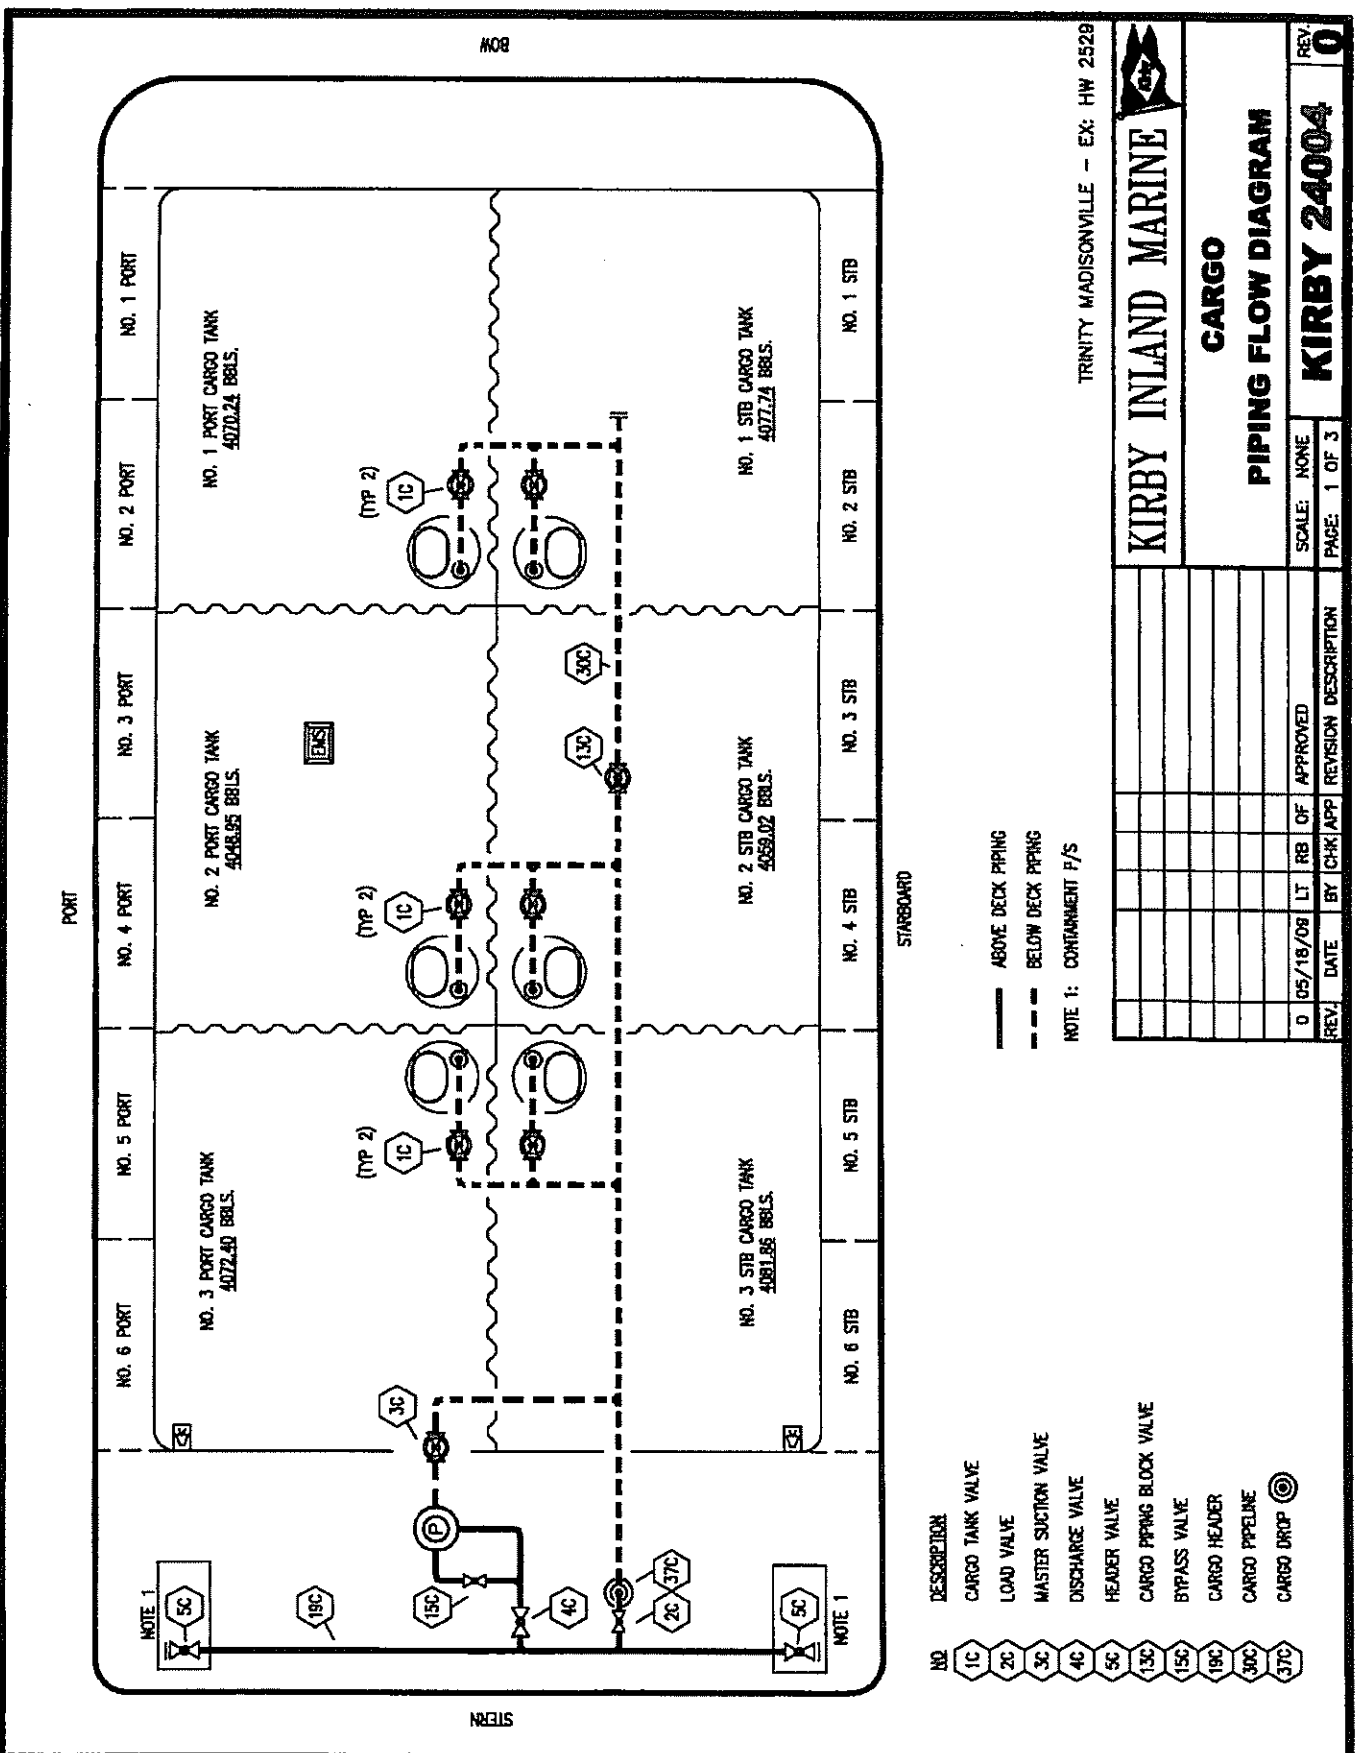 BOW
PORT
STARBOARD
STERN
NO. 1 PORT
NO. 2 PORT
NO. 3 PORT
NO. 4 PORT
NO. 5 PORT
NO. 6 PORT
NO. 1 PORT CARGO TANK
4070.24 BBLS.
NO. 2 PORT CARGO TANK
4048.95 BBLS.
NO. 3 PORT CARGO TANK
4072.40 BBLS.
EMS
(TYP 2)
1C
(TYP 2)
1C
(TYP 2)
1C
30C
13C
3C
P
NO. 1 STB CARGO TANK
4077.74 BBLS.
NO. 2 STB CARGO TANK
4059.02 BBLS.
NO. 3 STB CARGO TANK
4081.86 BBLS.
NO. 1 STB
NO. 2 STB
NO. 3 STB
NO. 4 STB
NO. 5 STB
NO. 6 STB
NOTE 1
5C
19C
15C
4C
37C
2C
5C
NOTE 1
NO. DESCRIPTION
1C CARGO TANK VALVE
2C LOAD VALVE
3C MASTER SUCTION VALVE
4C DISCHARGE VALVE
5C HEADER VALVE
13C CARGO PIPING BLOCK VALVE
15C BYPASS VALVE
19C CARGO HEADER
30C CARGO PIPELINE
37C CARGO DROP
ABOVE DECK PIPING
BELOW DECK PIPING
NOTE 1: CONTAINMENT P/S
TRINITY MADISONVILLE - EX: HW 2529
KIRBY INLAND MARINE
Kirby
CARGO
PIPING FLOW DIAGRAM
SCALE: NONE
PAGE: 1 OF 3
KIRBY 24004
REV.
0
0 05/18/09 LT RB OF APPROVED
REV. DATE BY CHK APP REVISION DESCRIPTION